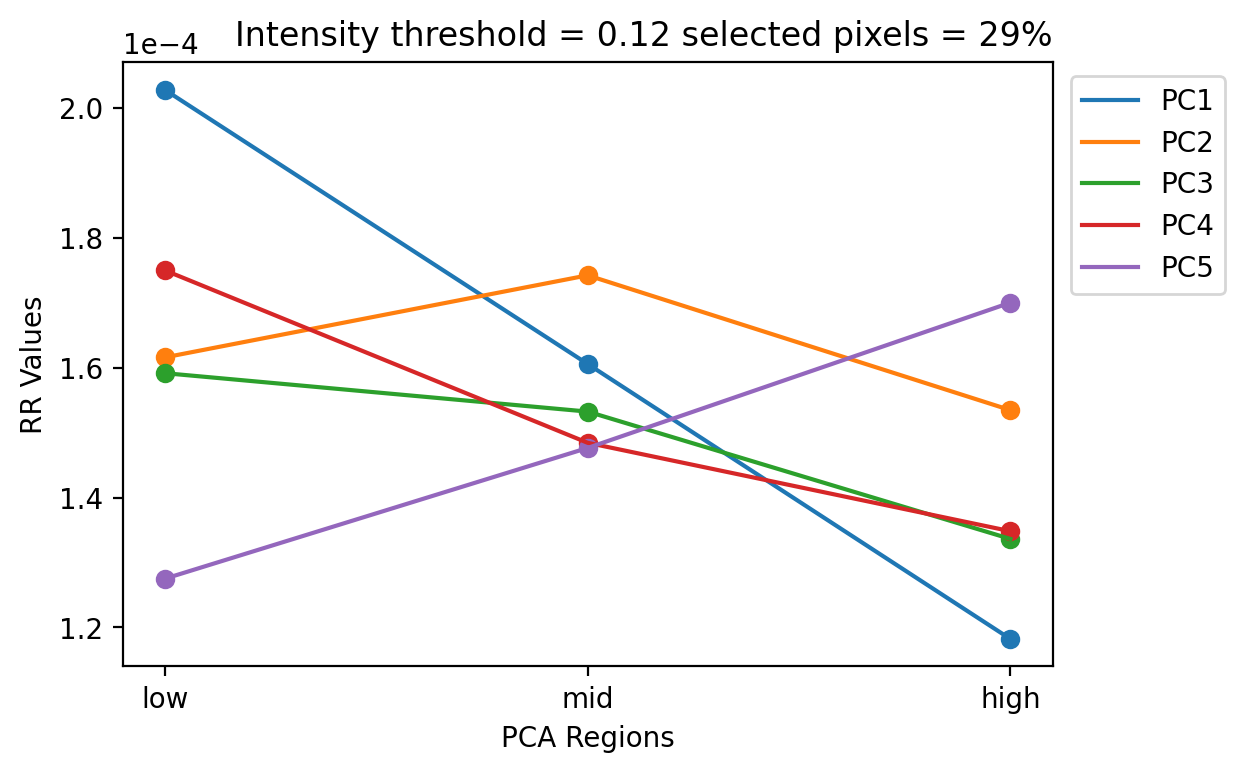 Intensity threshold = 0.12 selected pixels = 29%
1e−4
2.0
1.8
1.6
1.4
1.2
RR Values
low
mid
high
PCA Regions
PC1
PC2
PC3
PC4
PC5